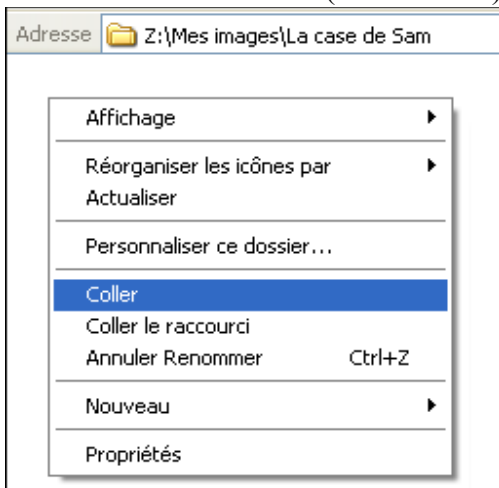 Adresse Z:\Mes images\La case de Sam
Affichage
Réorganiser les icônes par
Actualiser
Personnaliser ce dossier...
Coller
Coller le raccourci
Annuler Renommer Ctrl+Z
Nouveau
Propriétés